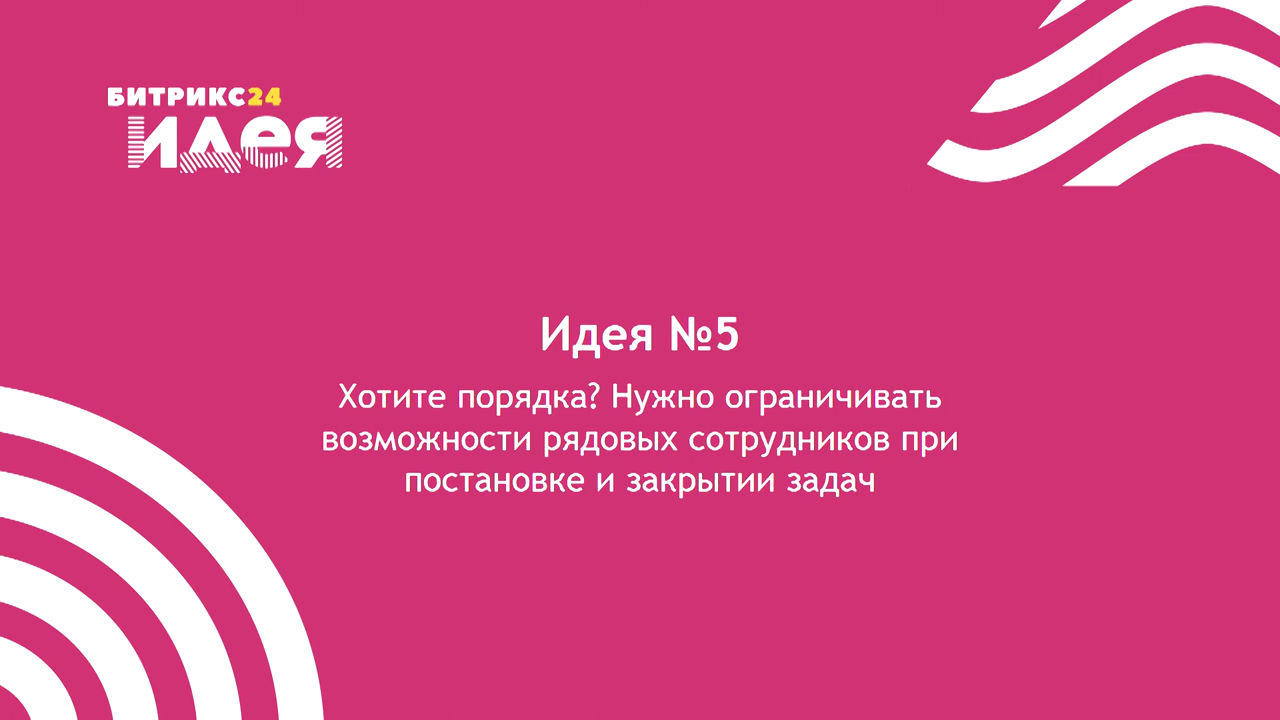 БИТРИКС24
идея
Идея №5
Хотите порядка? Нужно ограничивать
возможности рядовых сотрудников при
постановке и закрытии задач